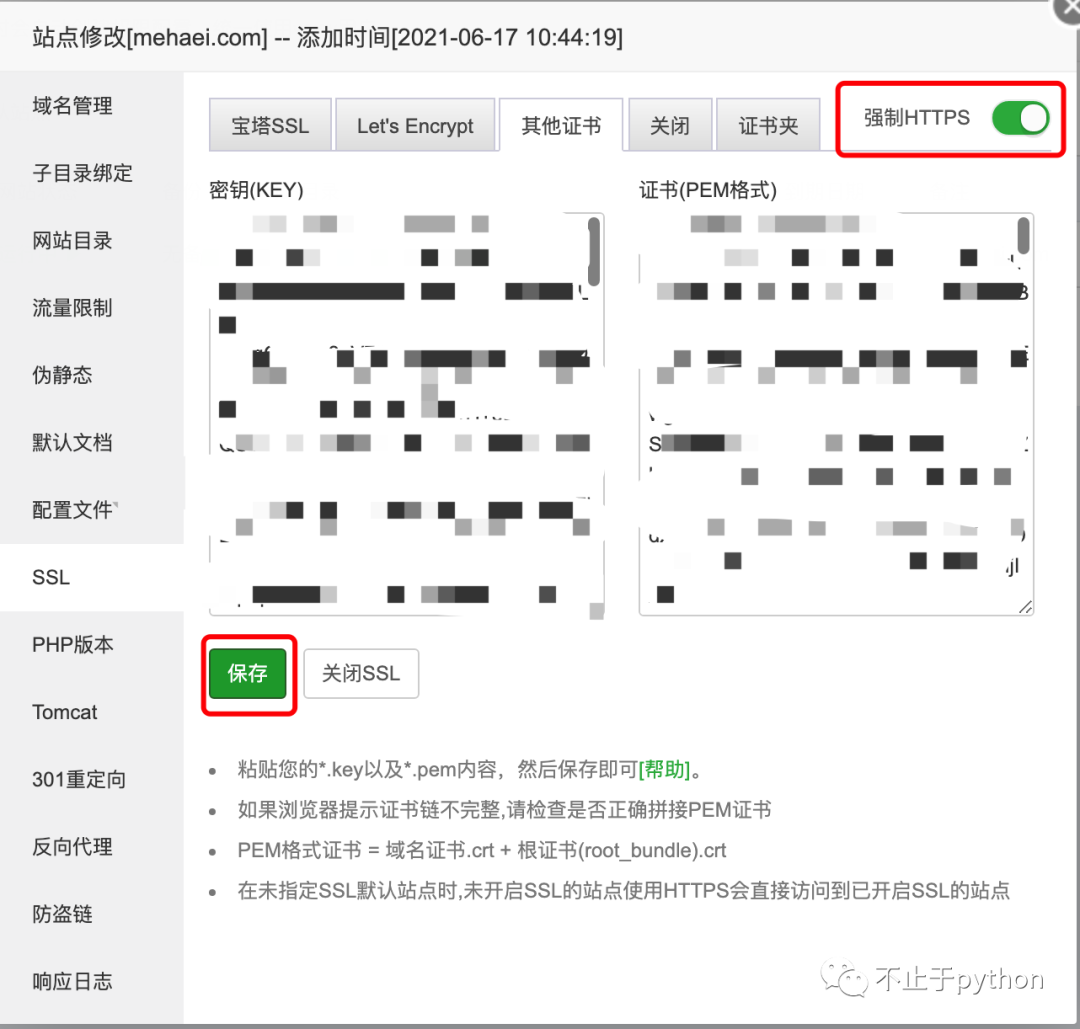 站点修改[mehaei.com] -- 添加时间[2021-06-17 10:44:19]
域名管理
子目录绑定
网站目录
流量限制
伪静态
默认文档
配置文件
SSL
PHP版本
Tomcat
301重定向
反向代理
防盗链
响应日志
宝塔SSL
Let's Encrypt
其他证书
关闭
证书夹
强制HTTPS
密钥(KEY)
证书(PEM格式)
保存
关闭SSL
粘贴您的*.key以及*.pem内容，然后保存即可[帮助]。
如果浏览器提示证书链不完整,请检查是否正确拼接PEM证书
PEM格式证书 = 域名证书.crt + 根证书(root_bundle).crt
在未指定SSL默认站点时,未开启SSL的站点使用HTTPS会直接访问到已开启SSL的站点
不止于python